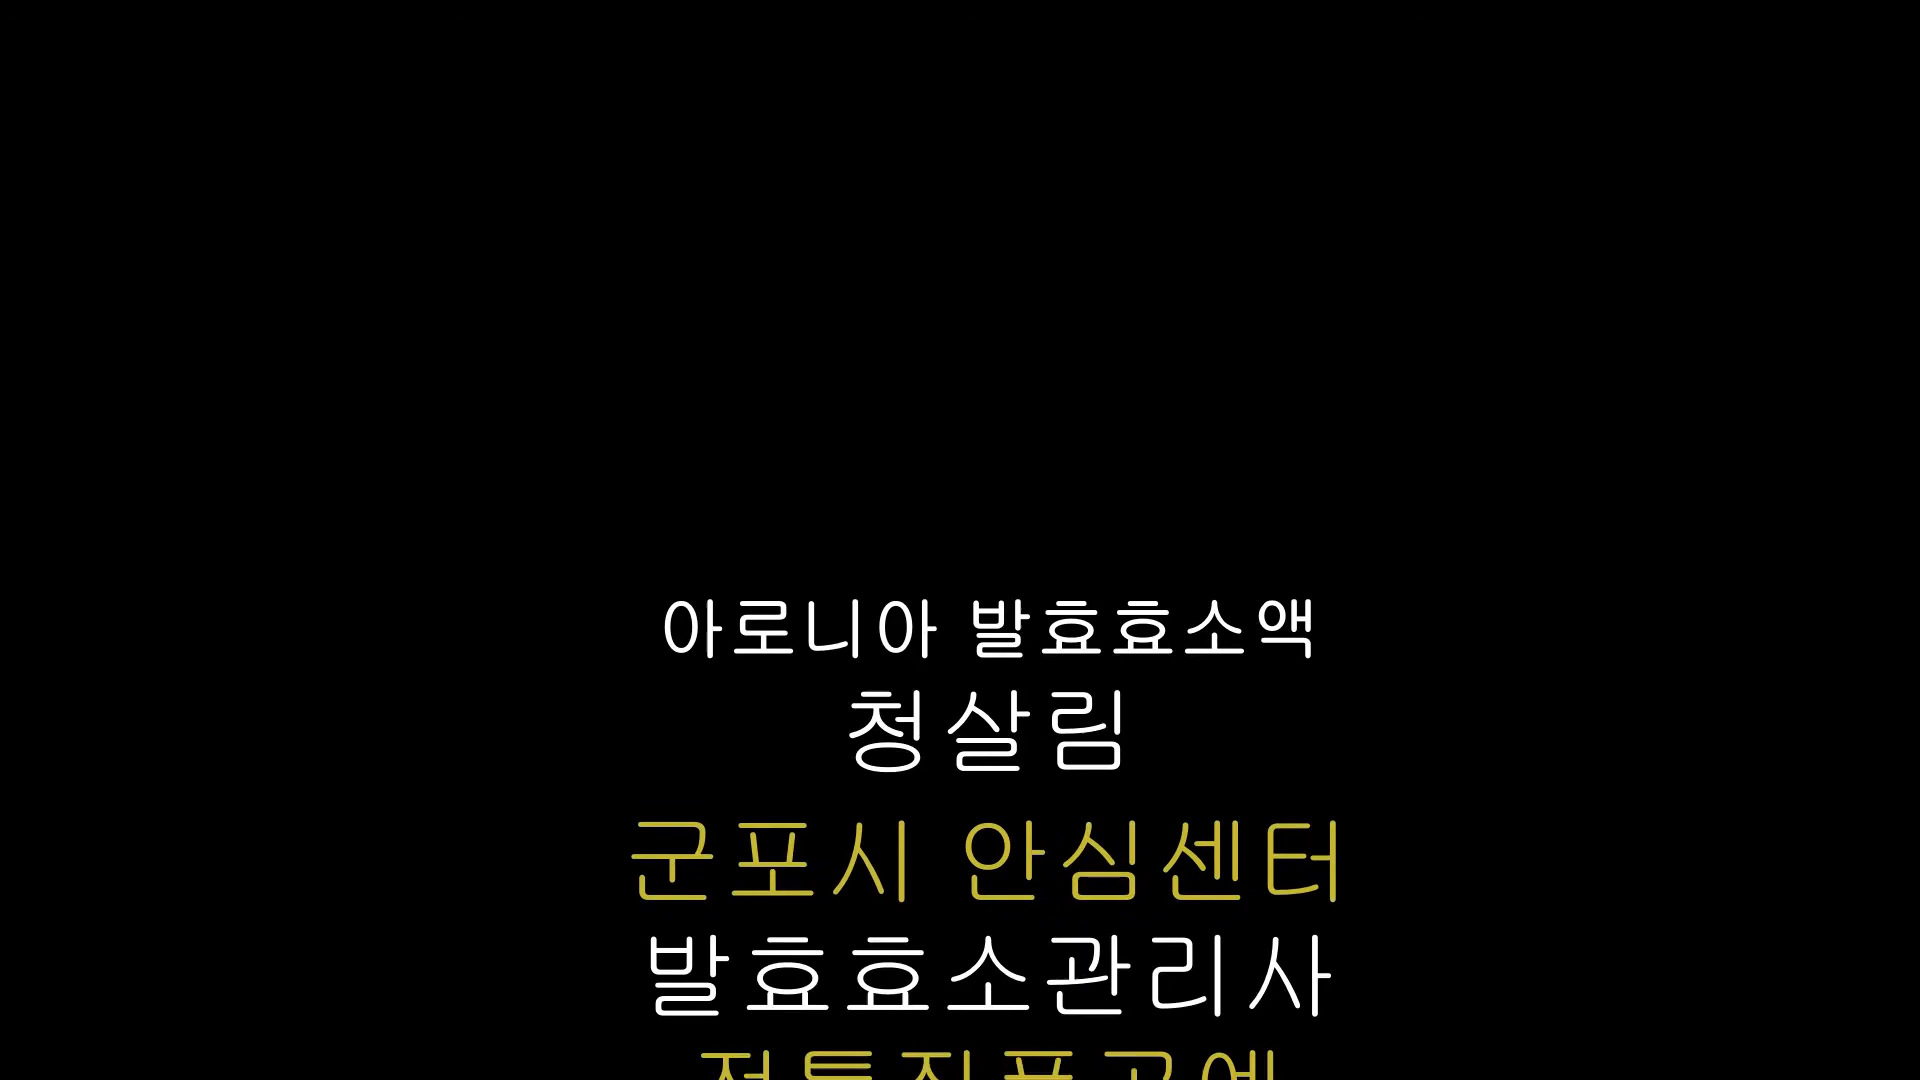 아로니아 발효효소액
청살림
군포시 안심센터
발효효소관리사